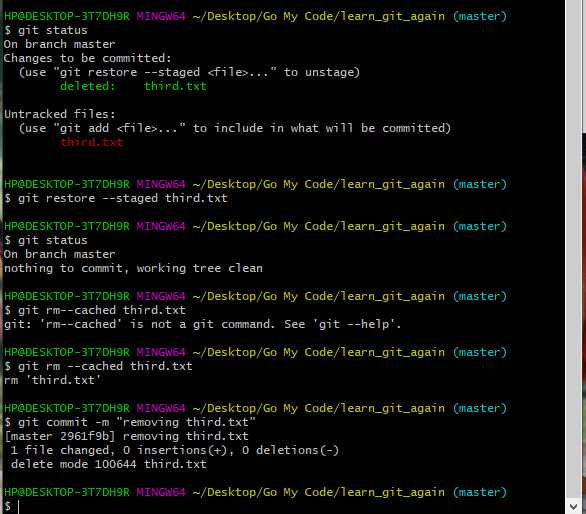 HP@DESKTOP-3T7DH9R MINGW64 ~/Desktop/Go My Code/learn_git_again (master)
$ git status
On branch master
Changes to be committed:
  (use "git restore --staged <file>..." to unstage)
        deleted:    third.txt

Untracked files:
  (use "git add <file>..." to include in what will be committed)
        third.txt

HP@DESKTOP-3T7DH9R MINGW64 ~/Desktop/Go My Code/learn_git_again (master)
$ git restore --staged third.txt

HP@DESKTOP-3T7DH9R MINGW64 ~/Desktop/Go My Code/learn_git_again (master)
$ git status
On branch master
nothing to commit, working tree clean

HP@DESKTOP-3T7DH9R MINGW64 ~/Desktop/Go My Code/learn_git_again (master)
$ git rm--cached third.txt
git: 'rm--cached' is not a git command. See 'git --help'.

HP@DESKTOP-3T7DH9R MINGW64 ~/Desktop/Go My Code/learn_git_again (master)
$ git rm --cached third.txt
rm 'third.txt'

HP@DESKTOP-3T7DH9R MINGW64 ~/Desktop/Go My Code/learn_git_again (master)
$ git commit -m "removing third.txt"
[master 2961f9b] removing third.txt
 1 file changed, 0 insertions(+), 0 deletions(-)
 delete mode 100644 third.txt

HP@DESKTOP-3T7DH9R MINGW64 ~/Desktop/Go My Code/learn_git_again (master)
$